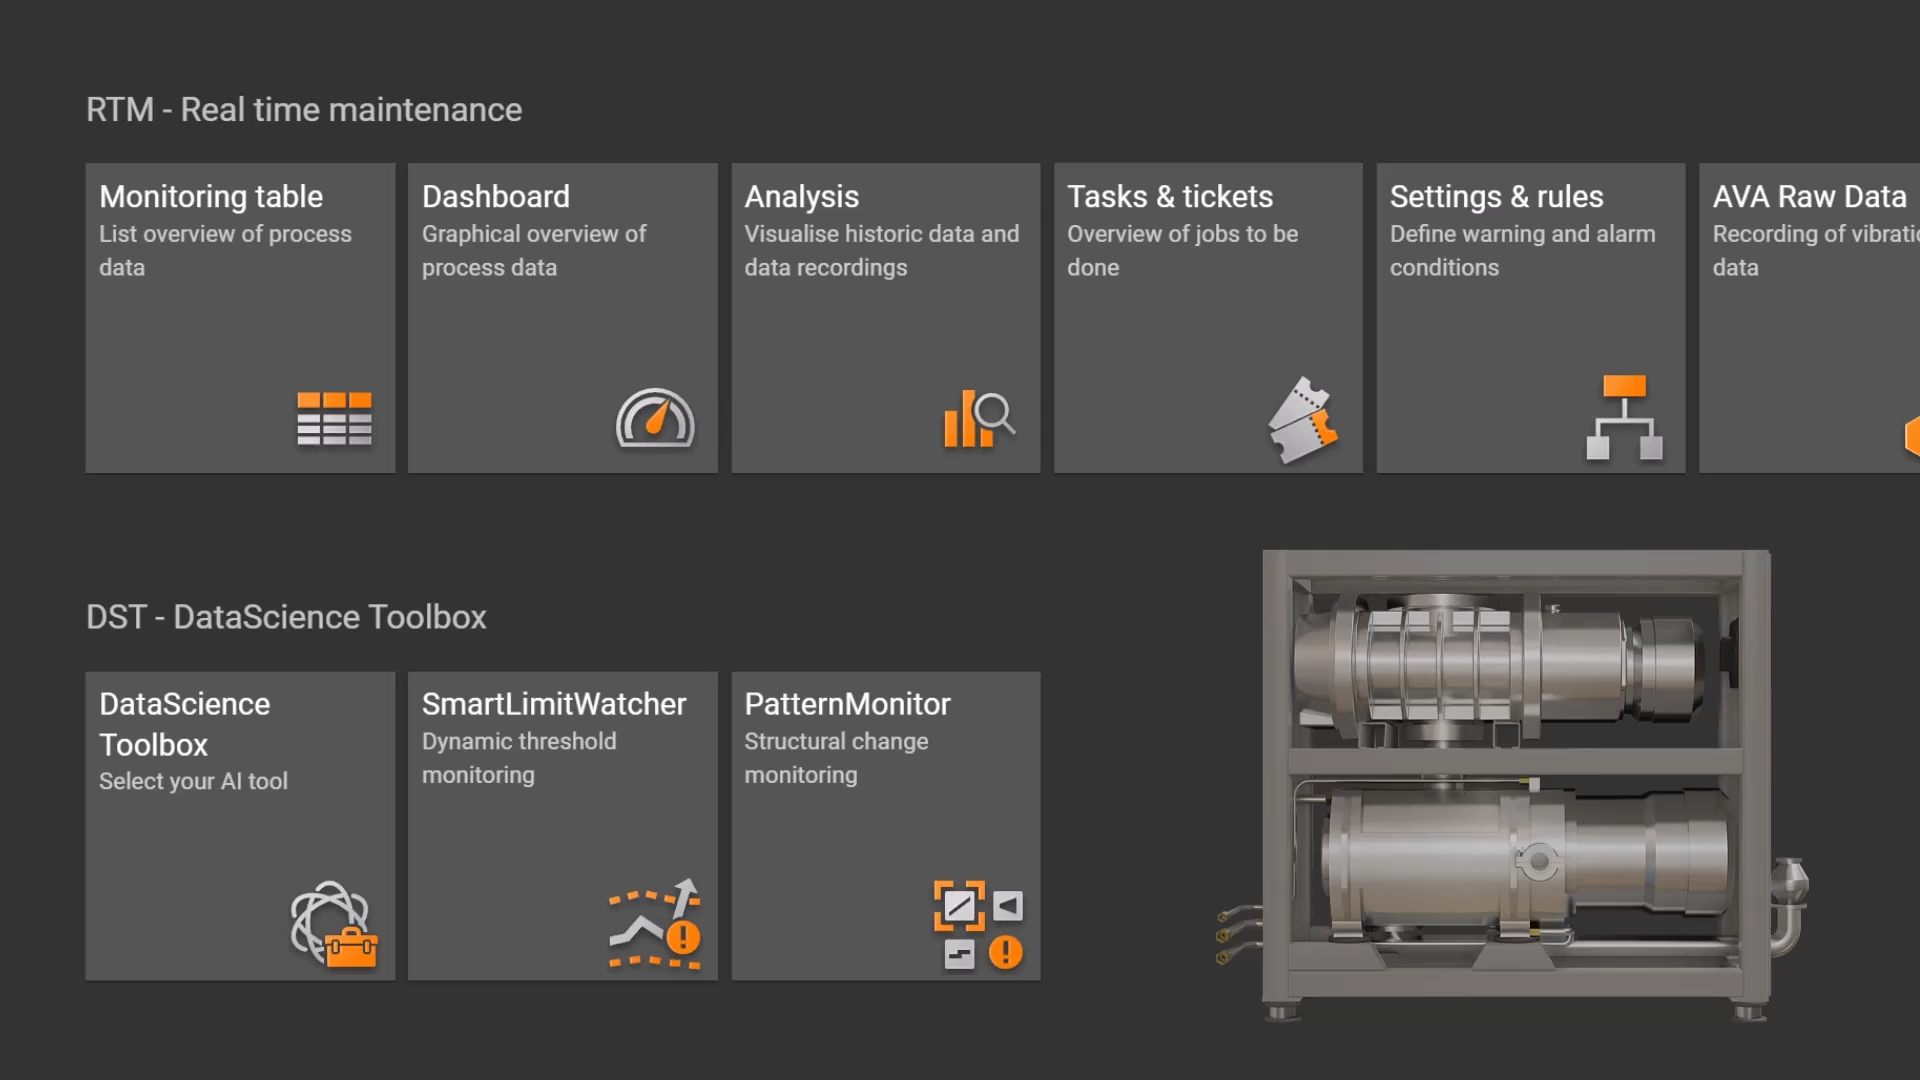 RTM - Real time maintenance
Monitoring table
List overview of process
data
Dashboard
Graphical overview of
process data
Analysis
Visualise historic data and
data recordings
Tasks & tickets
Overview of jobs to be
done
Settings & rules
Define warning and alarm
conditions
AVA Raw Data
Recording of
data
DST - DataScience Toolbox
DataScience
Toolbox
Select your AI tool
SmartLimitWatcher
Dynamic threshold
monitoring
PatternMonitor
Structural change
monitoring